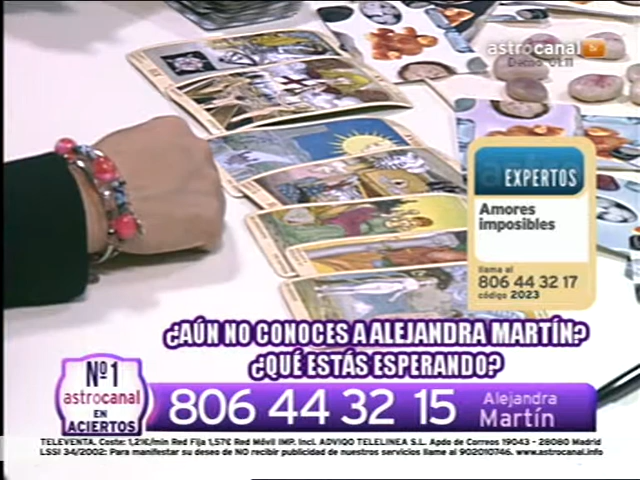 astrocanal tv
EXPERTOS
Amores
imposibles
llama al
806 44 32 17
código 2023
¿AÚN NO CONOCES A ALEJANDRA MARTÍN?
¿QUÉ ESTÁS ESPERANDO?
Nº1
astrocanal
EN
ACIERTOS
806 44 32 15
Alejandra
Martín
TELEVENTA. Coste: 1,21€/min Red Fija 1,57€ Red Móvil IMP. Incl. ADVIQO TELELINEA S.L. Apdo de Correos 19043 - 28080 Madrid
LSSI 34/2002: Para manifestar su deseo de NO recibir publicidad de nuestros servicios llame al 902010746. www.astrocanal.info